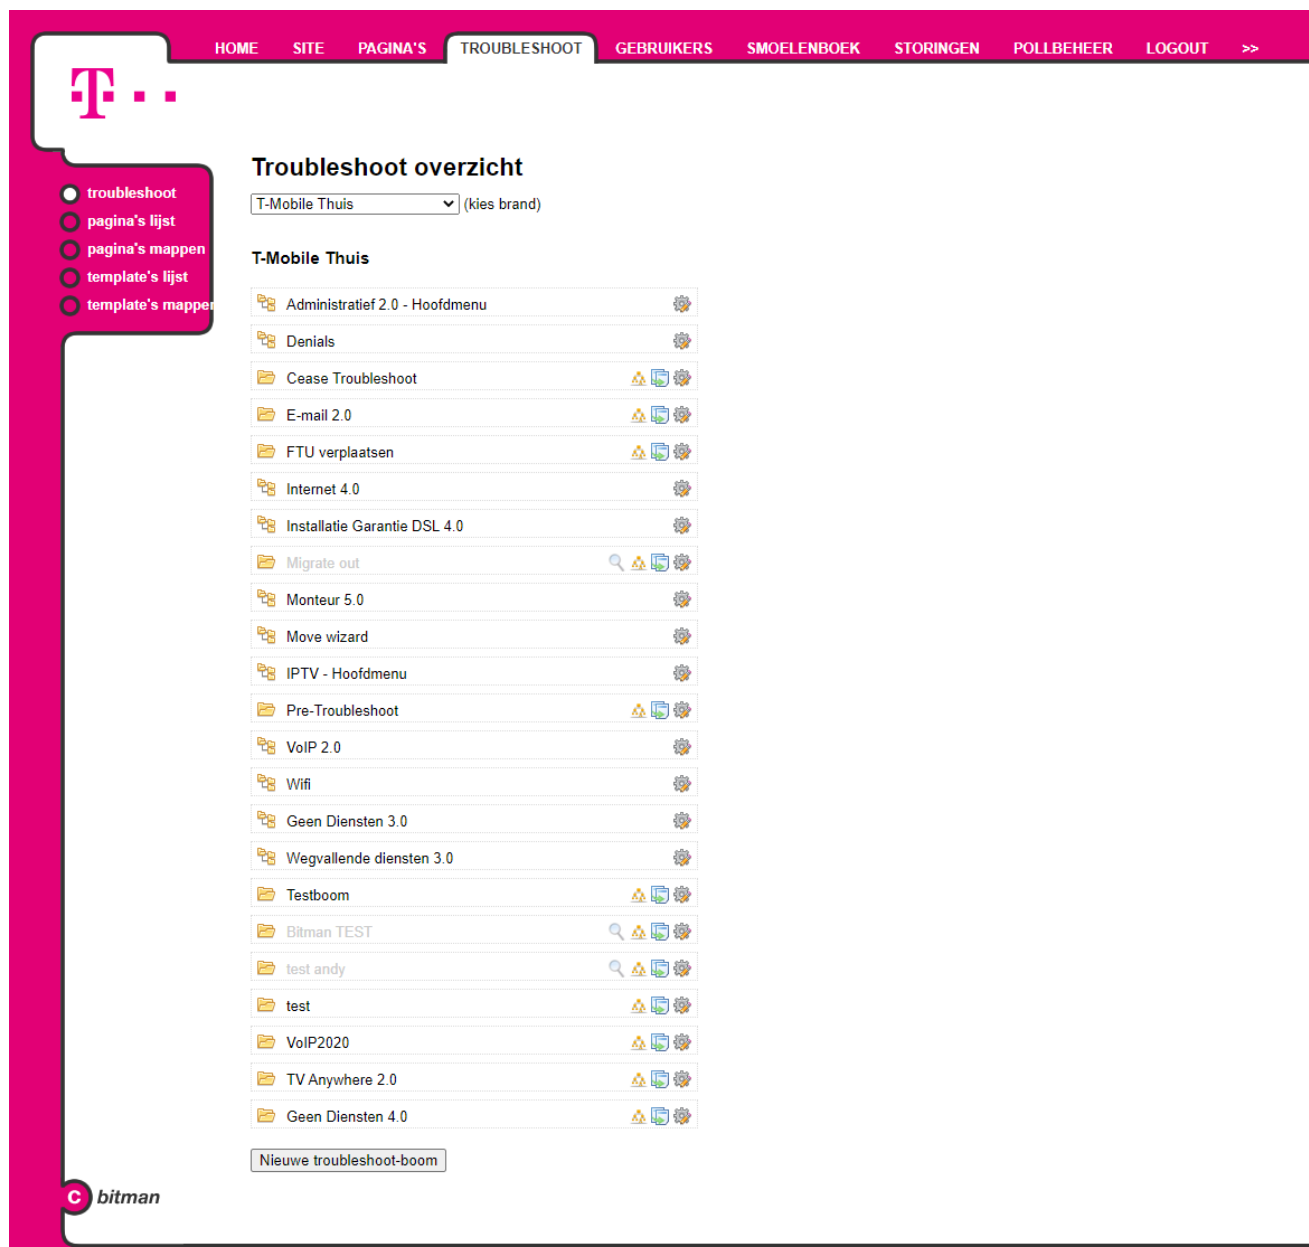 HOME SITE PAGINA'S TROUBLESHOOT GEBRUIKERS SMOELENBOEK STORINGEN POLLBEHEER LOGOUT >>
T
troubleshoot
pagina's lijst
pagina's mappen
template's lijst
template's mappen
Troubleshoot overzicht
T-Mobile Thuis (kies brand)
T-Mobile Thuis
Administratief 2.0 - Hoofdmenu
Denials
Cease Troubleshoot
E-mail 2.0
FTU verplaatsen
Internet 4.0
Installatie Garantie DSL 4.0
Migrate out
Monteur 5.0
Move wizard
IPTV - Hoofdmenu
Pre-Troubleshoot
VoIP 2.0
Wifi
Geen Diensten 3.0
Wegvallende diensten 3.0
Testboom
Bitman TEST
test andy
test
VoIP2020
TV Anywhere 2.0
Geen Diensten 4.0
Nieuwe troubleshoot-boom
c bitman